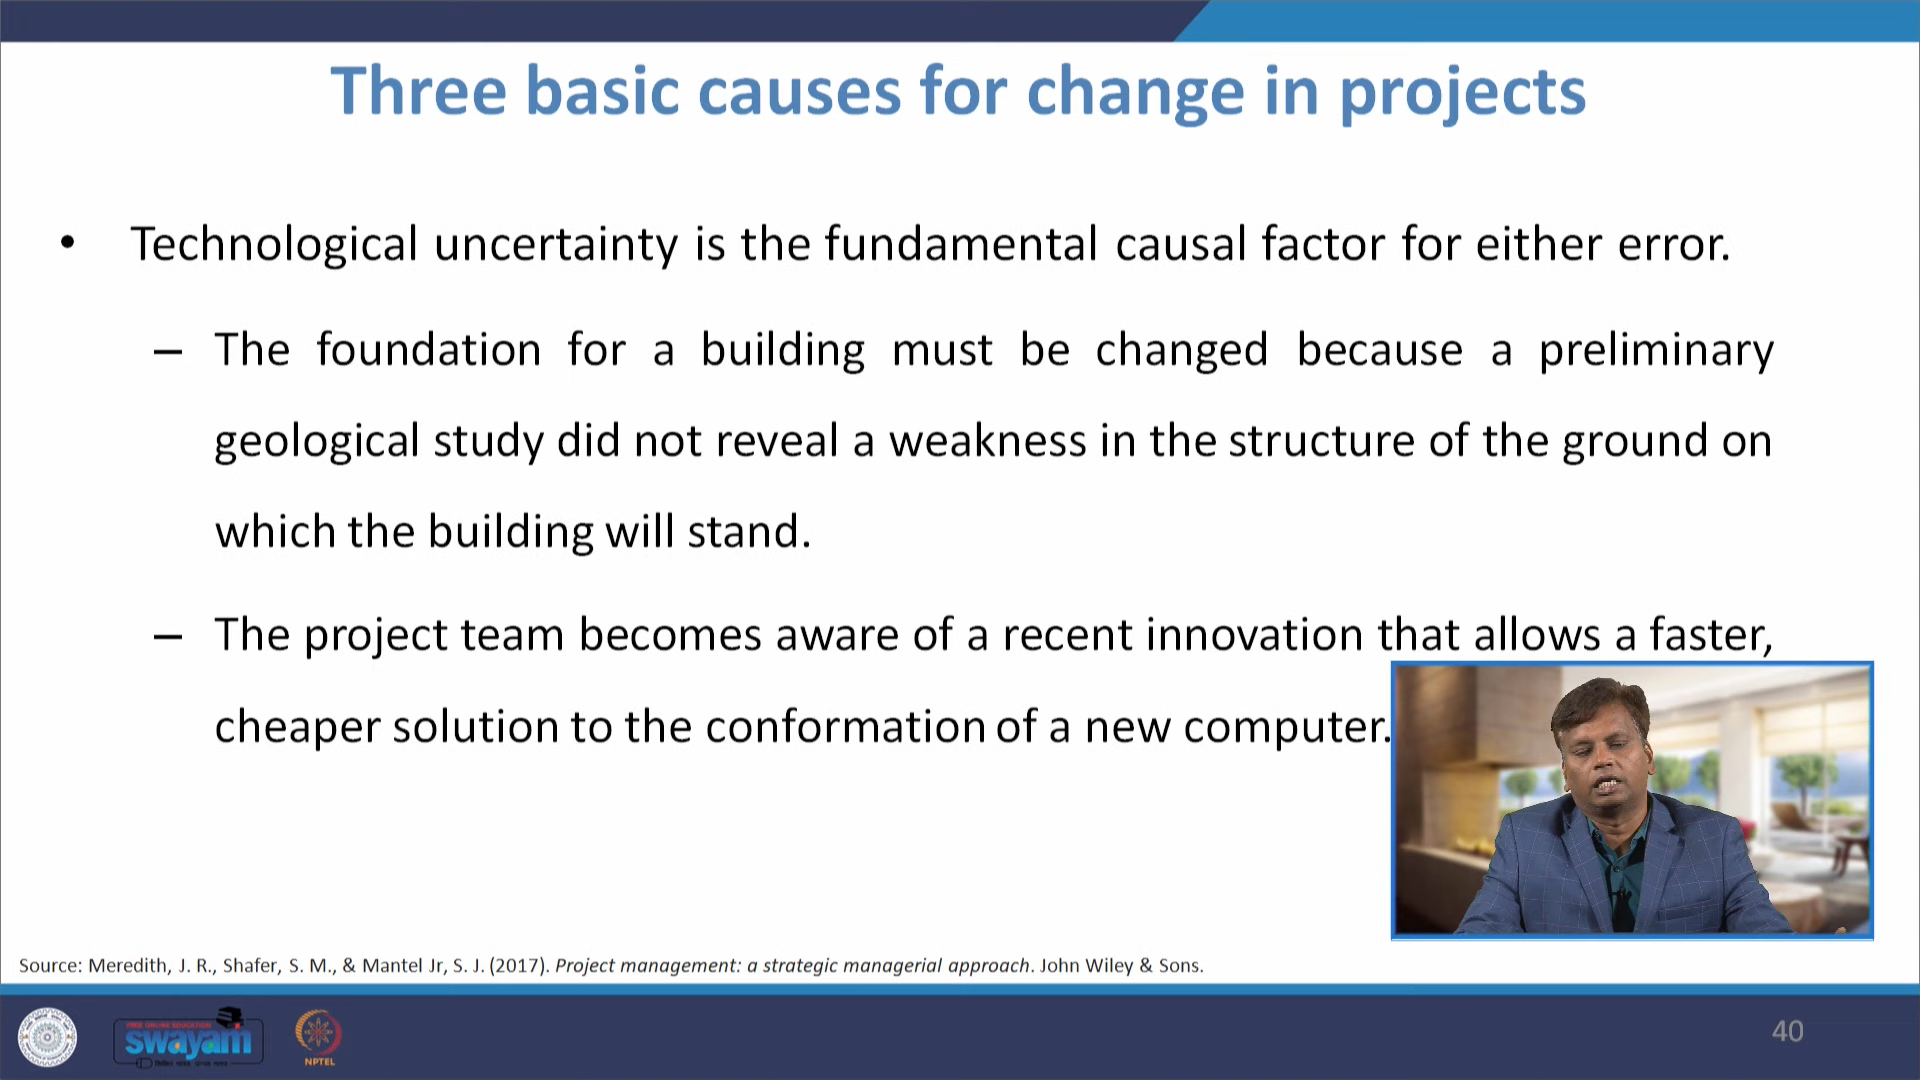 Three basic causes for change in projects
• Technological uncertainty is the fundamental causal factor for either error.
– The foundation for a building must be changed because a preliminary
geological study did not reveal a weakness in the structure of the ground on
which the building will stand.
– The project team becomes aware of a recent innovation that allows a faster,
cheaper solution to the conformation of a new computer.
Source: Meredith, J. R., Shafer, S. M., & Mantel Jr, S. J. (2017). Project management: a strategic managerial approach. John Wiley & Sons.
FREE ONLINE EDUCATION
swayam
NPTEL
40